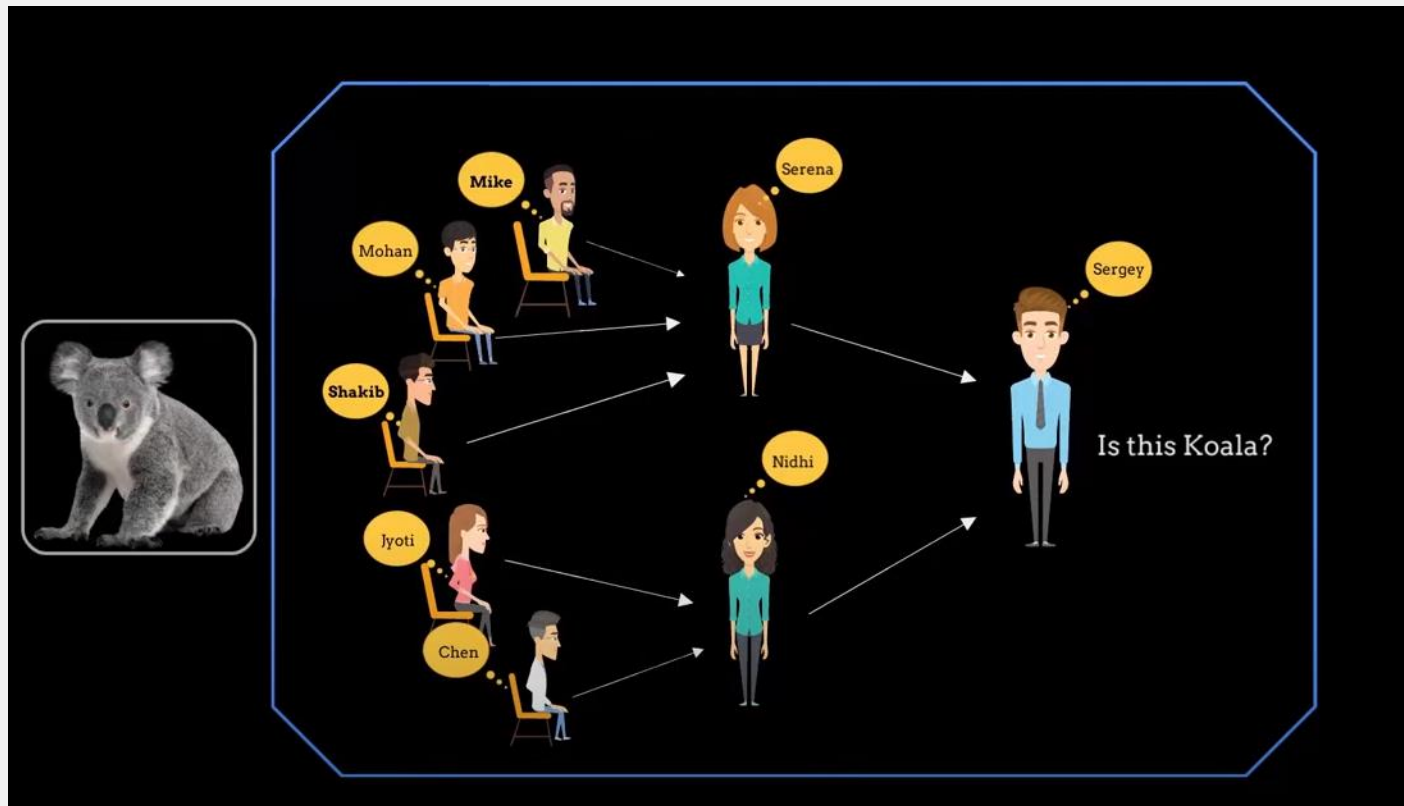 Mike
Serena
Mohan
Sergey
Shakib
Is this Koala?
Nidhi
Jyoti
Chen